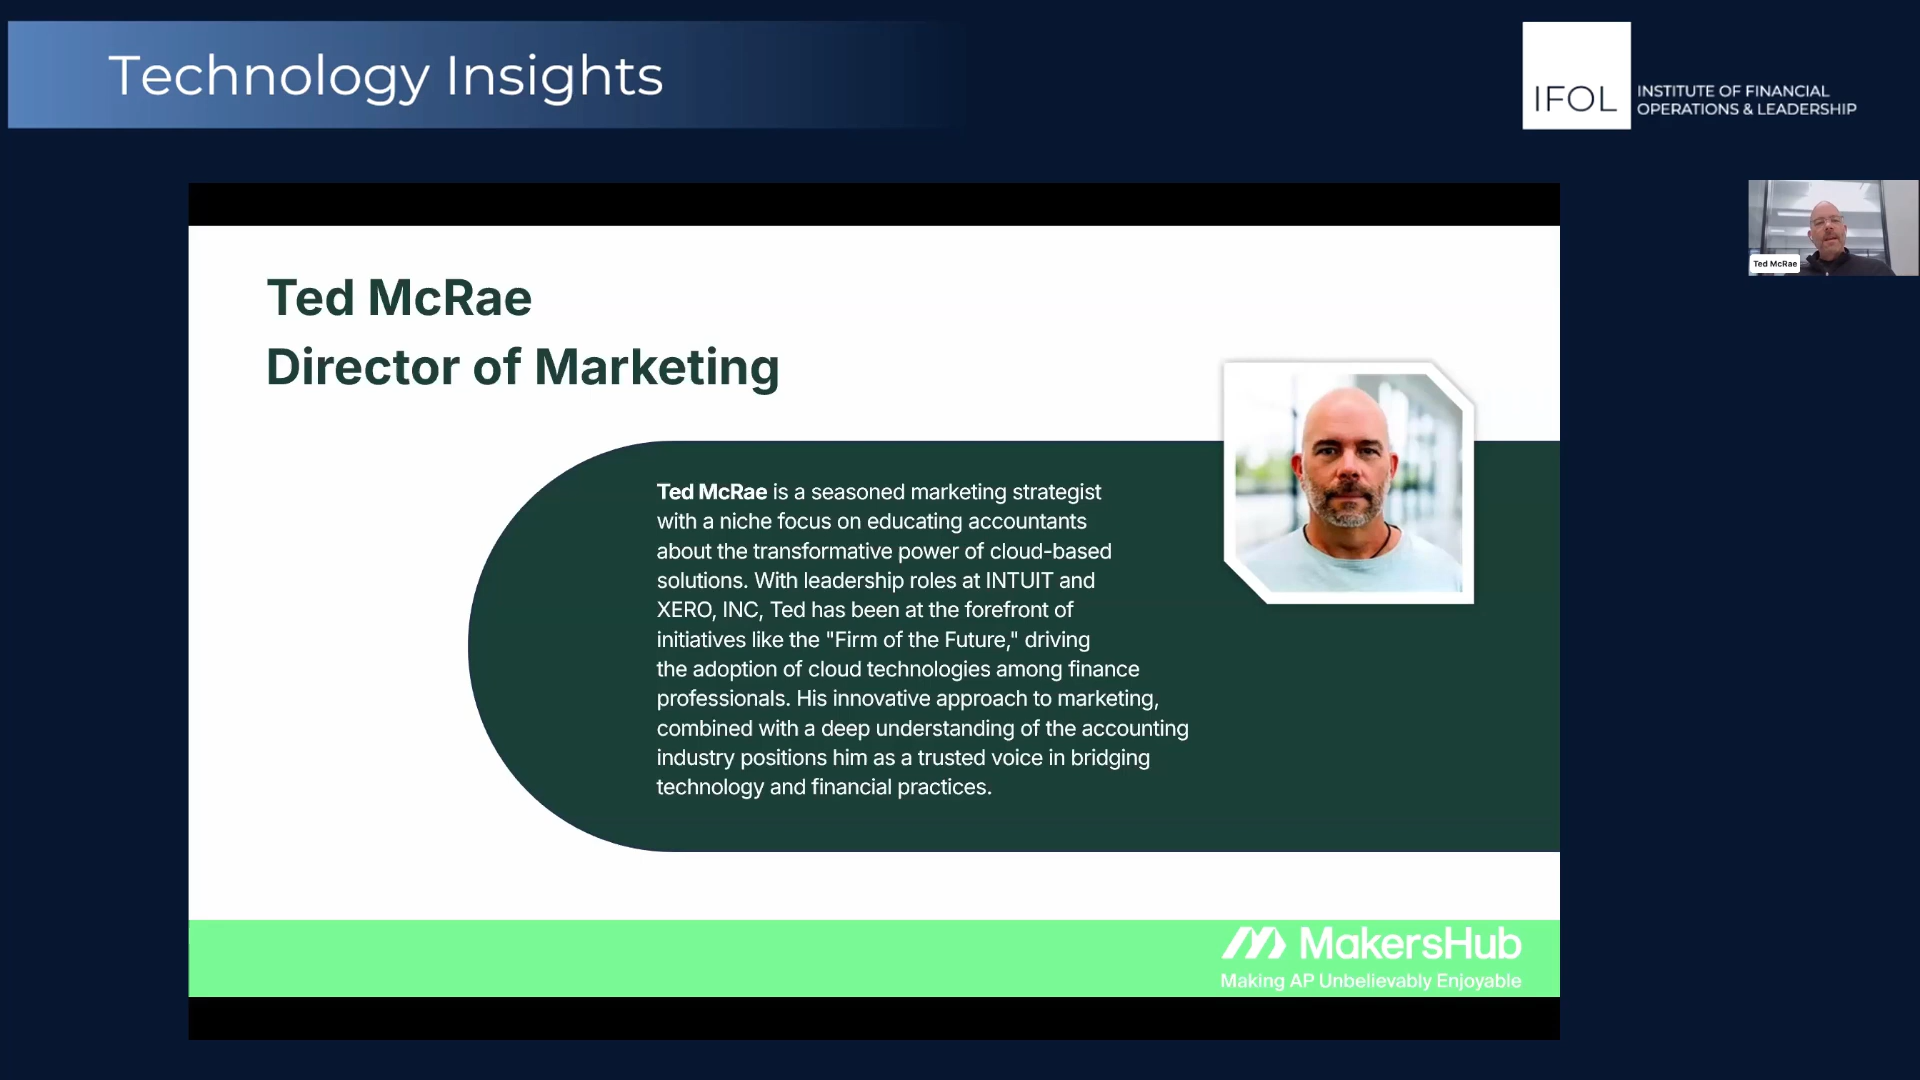 Technology Insights
IFOL
INSTITUTE OF FINANCIAL
OPERATIONS & LEADERSHIP
Ted McRae
Ted McRae
Director of Marketing
Ted McRae is a seasoned marketing strategist
with a niche focus on educating accountants
about the transformative power of cloud-based
solutions. With leadership roles at INTUIT and
XERO, INC, Ted has been at the forefront of
initiatives like the "Firm of the Future," driving
the adoption of cloud technologies among finance
professionals. His innovative approach to marketing,
combined with a deep understanding of the accounting
industry positions him as a trusted voice in bridging
technology and financial practices.
MakersHub
Making AP Unbelievably Enjoyable